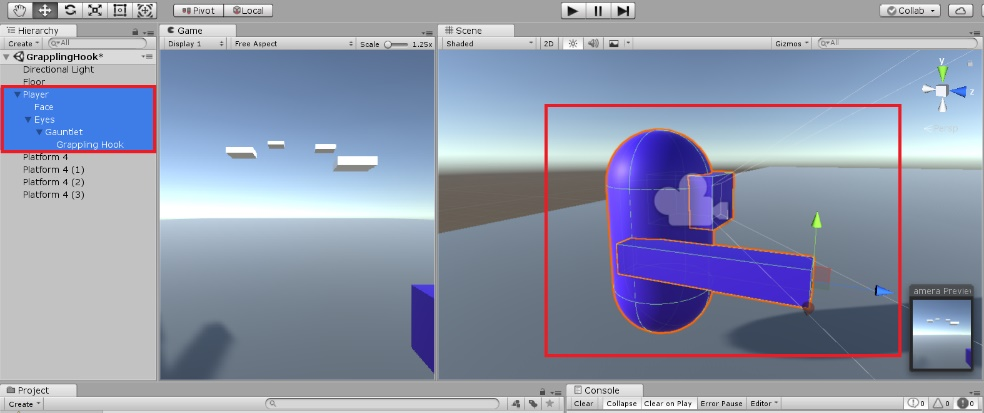 Pivot Local Collab
Hierarchy Game Scene
Create All Display 1 Free Aspect Scale 1.25x Shaded 2D Gizmos All
GrapplingHook*
Directional Light
Floor
Player
Face
Eyes
Gauntlet
Grappling Hook
Platform 4
Platform 4 (1)
Platform 4 (2)
Platform 4 (3)
y
z
Persp
amera Preview
Project Console
Create Clear Collapse Clear on Play Error Pause Editor 0 0 0